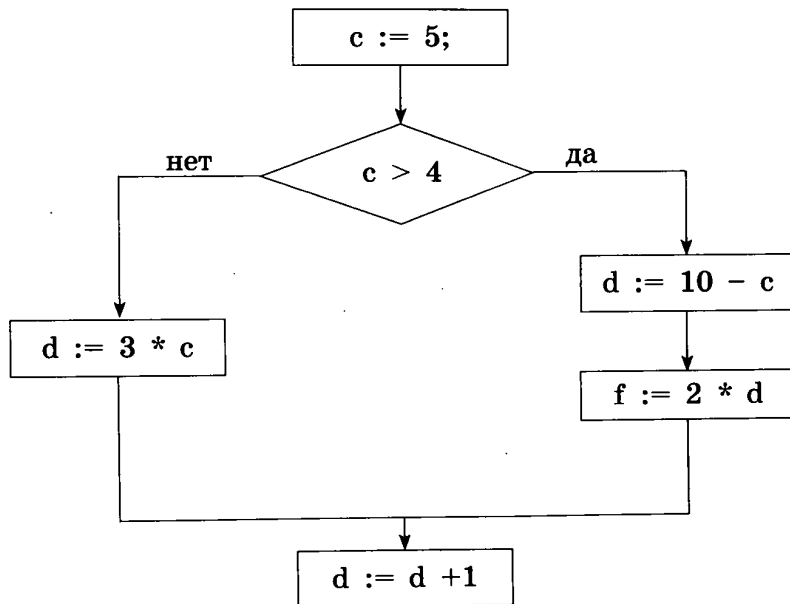 c := 5;
c > 4
нет
да
d := 10 − c
d := 3 * c
f := 2 * d
d := d +1